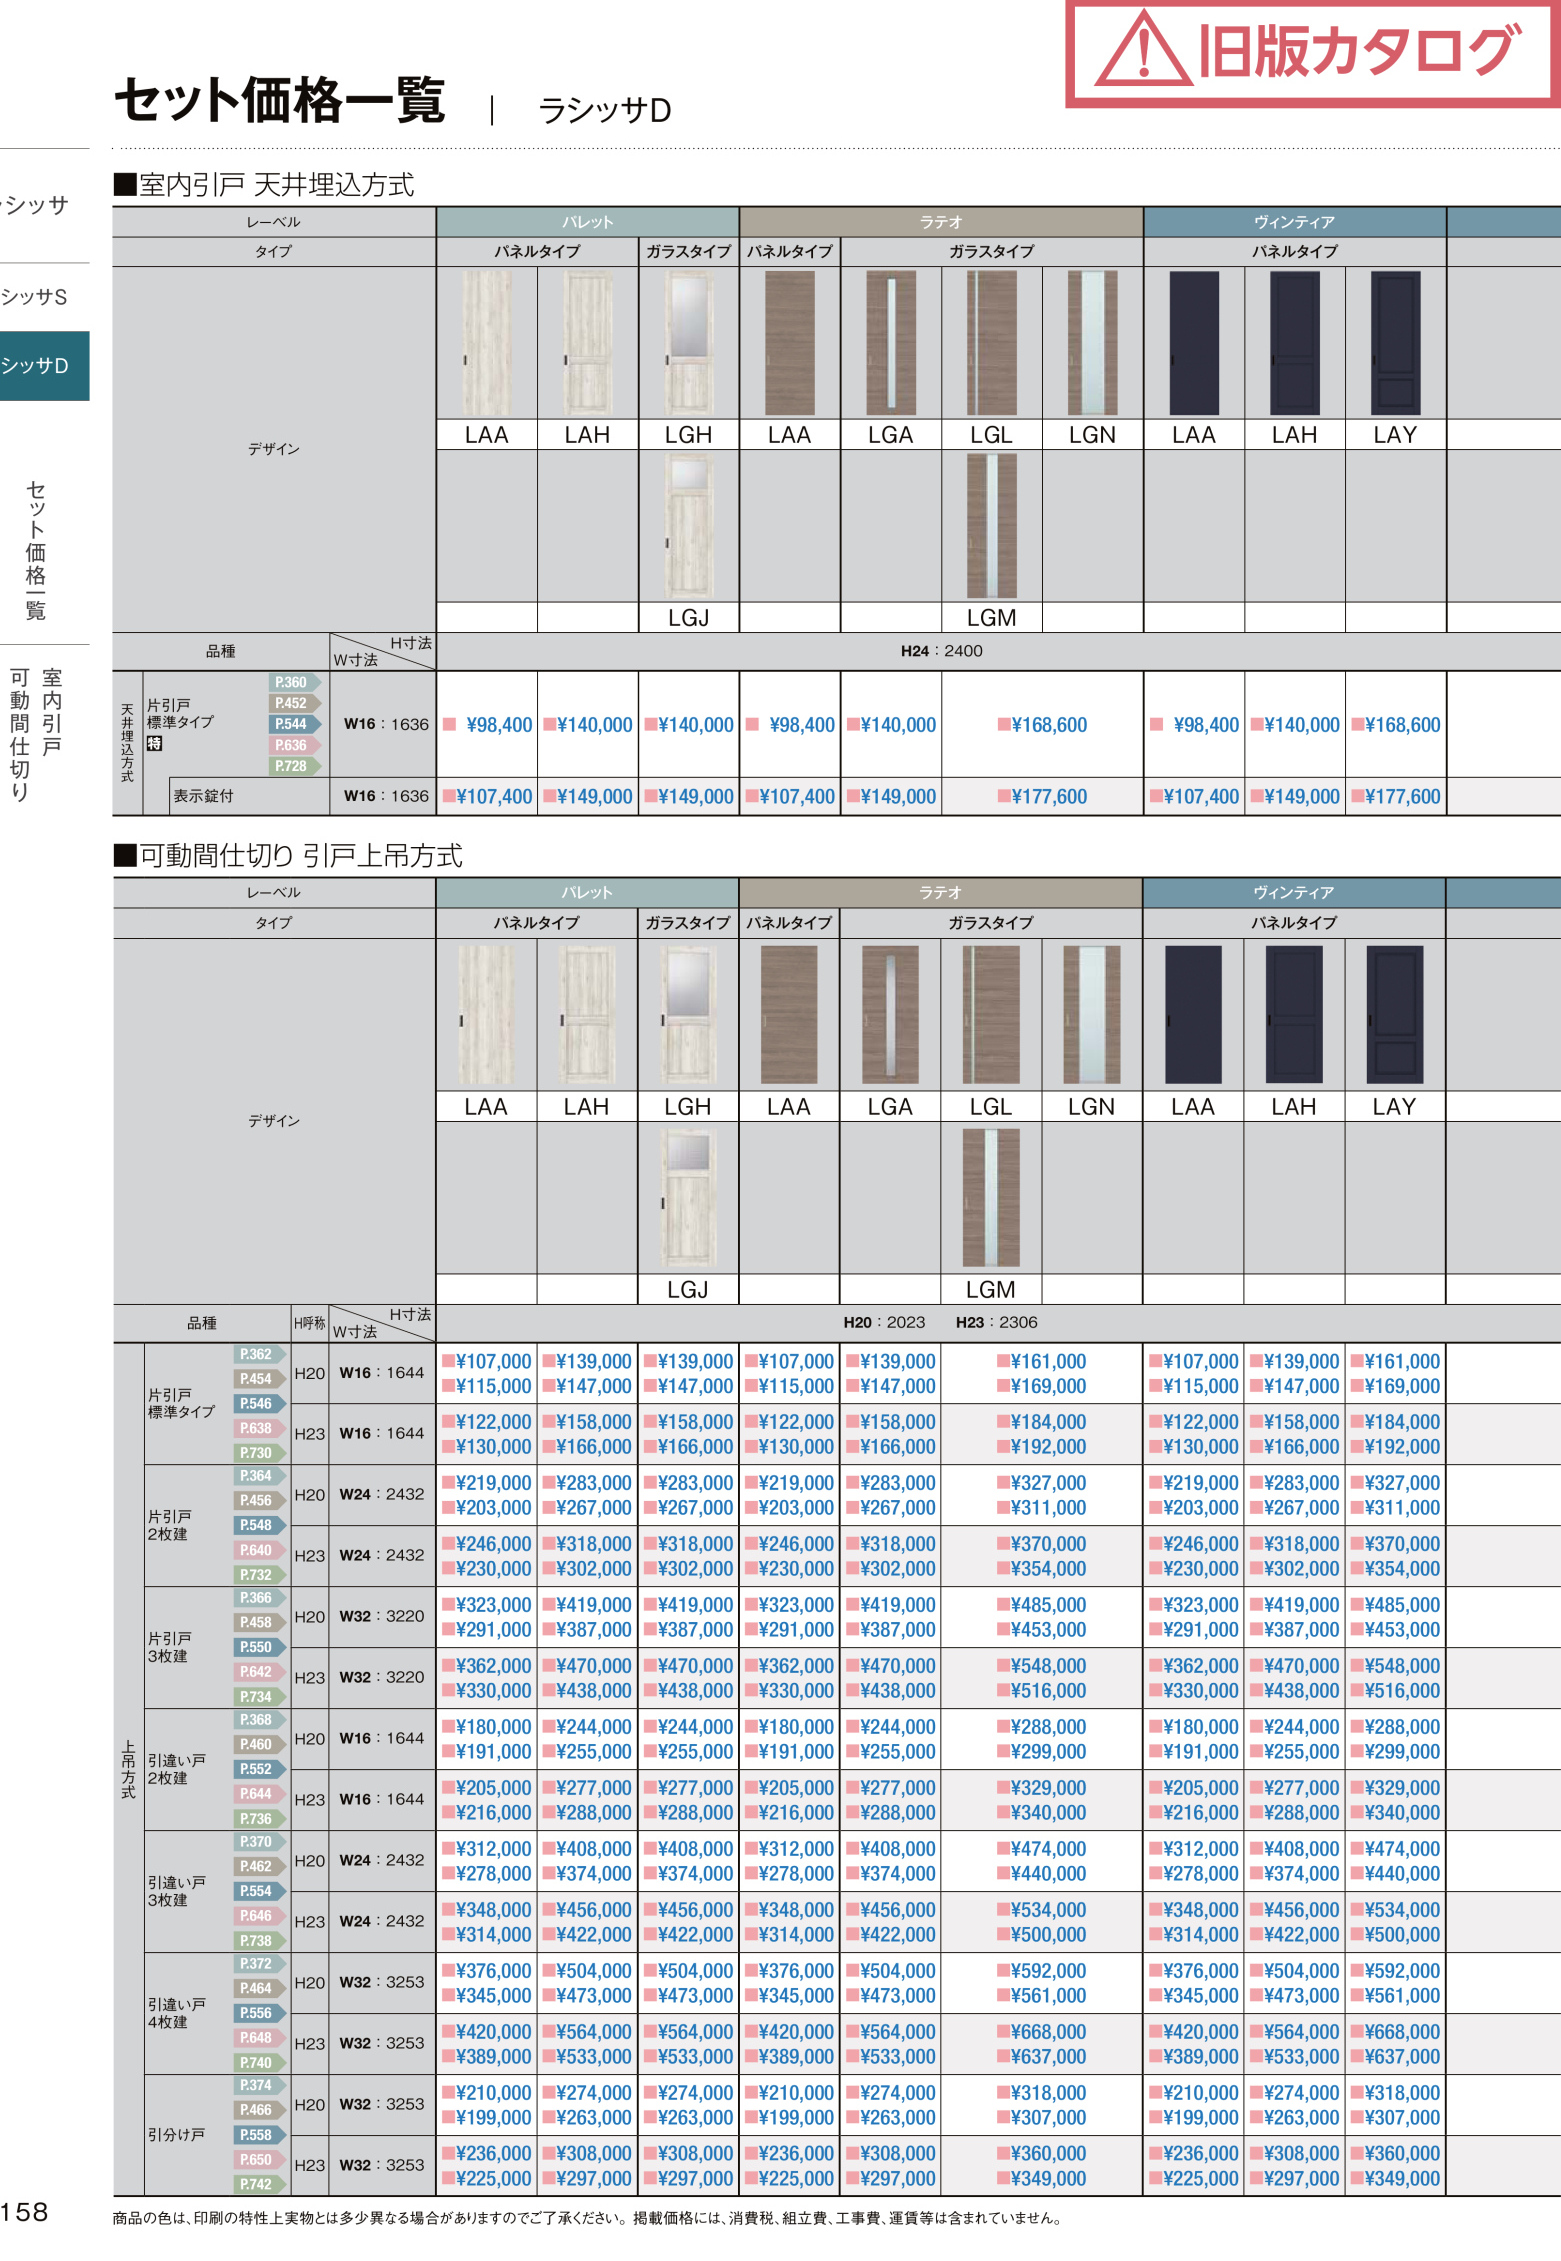 旧版カタログ
セット価格一覧 | ラシッサD
シッサ
シッサS
シッサD
セット価格一覧
室内引戸
可動間仕切り
■室内引戸 天井埋込方式
レーベル パレット ラテオ ヴィンティア
タイプ パネルタイプ ガラスタイプ パネルタイプ ガラスタイプ パネルタイプ
デザイン
LAA LAH LGH LAA LGA LGL LGN LAA LAH LAY
LGJ LGM
品種 H寸法 W寸法 H24：2400
天井埋込方式
片引戸 標準タイプ 特 P.360 P.452 P.544 P.636 P.728 W16：1636 ¥98,400 ¥140,000 ¥140,000 ¥98,400 ¥140,000 ¥168,600 ¥98,400 ¥140,000 ¥168,600
表示錠付 W16：1636 ¥107,400 ¥149,000 ¥149,000 ¥107,400 ¥149,000 ¥177,600 ¥107,400 ¥149,000 ¥177,600
■可動間仕切り 引戸上吊方式
レーベル パレット ラテオ ヴィンティア
タイプ パネルタイプ ガラスタイプ パネルタイプ ガラスタイプ パネルタイプ
デザイン
LAA LAH LGH LAA LGA LGL LGN LAA LAH LAY
LGJ LGM
品種 H呼称 H寸法 W寸法 H20：2023 H23：2306
上吊方式
片引戸 標準タイプ P.362 P.454 P.546 P.638 P.730
H20 W16：1644 ¥107,000 ¥139,000 ¥139,000 ¥107,000 ¥139,000 ¥161,000 ¥107,000 ¥139,000 ¥161,000
¥115,000 ¥147,000 ¥147,000 ¥115,000 ¥147,000 ¥169,000 ¥115,000 ¥147,000 ¥169,000
H23 W16：1644 ¥122,000 ¥158,000 ¥158,000 ¥122,000 ¥158,000 ¥184,000 ¥122,000 ¥158,000 ¥184,000
¥130,000 ¥166,000 ¥166,000 ¥130,000 ¥166,000 ¥192,000 ¥130,000 ¥166,000 ¥192,000
片引戸 2枚建 P.364 P.456 P.548 P.640 P.732
H20 W24：2432 ¥219,000 ¥283,000 ¥283,000 ¥219,000 ¥283,000 ¥327,000 ¥219,000 ¥283,000 ¥327,000
¥203,000 ¥267,000 ¥267,000 ¥203,000 ¥267,000 ¥311,000 ¥203,000 ¥267,000 ¥311,000
H23 W24：2432 ¥246,000 ¥318,000 ¥318,000 ¥246,000 ¥318,000 ¥370,000 ¥246,000 ¥318,000 ¥370,000
¥230,000 ¥302,000 ¥302,000 ¥230,000 ¥302,000 ¥354,000 ¥230,000 ¥302,000 ¥354,000
片引戸 3枚建 P.366 P.458 P.550 P.642 P.734
H20 W32：3220 ¥323,000 ¥419,000 ¥419,000 ¥323,000 ¥419,000 ¥485,000 ¥323,000 ¥419,000 ¥485,000
¥291,000 ¥387,000 ¥387,000 ¥291,000 ¥387,000 ¥453,000 ¥291,000 ¥387,000 ¥453,000
H23 W32：3220 ¥362,000 ¥470,000 ¥470,000 ¥362,000 ¥470,000 ¥548,000 ¥362,000 ¥470,000 ¥548,000
¥330,000 ¥438,000 ¥438,000 ¥330,000 ¥438,000 ¥516,000 ¥330,000 ¥438,000 ¥516,000
引違い戸 2枚建 P.368 P.460 P.552 P.644 P.736
H20 W16：1644 ¥180,000 ¥244,000 ¥244,000 ¥180,000 ¥244,000 ¥288,000 ¥180,000 ¥244,000 ¥288,000
¥191,000 ¥255,000 ¥255,000 ¥191,000 ¥255,000 ¥299,000 ¥191,000 ¥255,000 ¥299,000
H23 W16：1644 ¥205,000 ¥277,000 ¥277,000 ¥205,000 ¥277,000 ¥329,000 ¥205,000 ¥277,000 ¥329,000
¥216,000 ¥288,000 ¥288,000 ¥216,000 ¥288,000 ¥340,000 ¥216,000 ¥288,000 ¥340,000
引違い戸 3枚建 P.370 P.462 P.554 P.646 P.738
H20 W24：2432 ¥312,000 ¥408,000 ¥408,000 ¥312,000 ¥408,000 ¥474,000 ¥312,000 ¥408,000 ¥474,000
¥278,000 ¥374,000 ¥374,000 ¥278,000 ¥374,000 ¥440,000 ¥278,000 ¥374,000 ¥440,000
H23 W24：2432 ¥348,000 ¥456,000 ¥456,000 ¥348,000 ¥456,000 ¥534,000 ¥348,000 ¥456,000 ¥534,000
¥314,000 ¥422,000 ¥422,000 ¥314,000 ¥422,000 ¥500,000 ¥314,000 ¥422,000 ¥500,000
引違い戸 4枚建 P.372 P.464 P.556 P.648 P.740
H20 W32：3253 ¥376,000 ¥504,000 ¥504,000 ¥376,000 ¥504,000 ¥592,000 ¥376,000 ¥504,000 ¥592,000
¥345,000 ¥473,000 ¥473,000 ¥345,000 ¥473,000 ¥561,000 ¥345,000 ¥473,000 ¥561,000
H23 W32：3253 ¥420,000 ¥564,000 ¥564,000 ¥420,000 ¥564,000 ¥668,000 ¥420,000 ¥564,000 ¥668,000
¥389,000 ¥533,000 ¥533,000 ¥389,000 ¥533,000 ¥637,000 ¥389,000 ¥533,000 ¥637,000
引分け戸 P.374 P.466 P.558 P.650 P.742
H20 W32：3253 ¥210,000 ¥274,000 ¥274,000 ¥210,000 ¥274,000 ¥318,000 ¥210,000 ¥274,000 ¥318,000
¥199,000 ¥263,000 ¥263,000 ¥199,000 ¥263,000 ¥307,000 ¥199,000 ¥263,000 ¥307,000
H23 W32：3253 ¥236,000 ¥308,000 ¥308,000 ¥236,000 ¥308,000 ¥360,000 ¥236,000 ¥308,000 ¥360,000
¥225,000 ¥297,000 ¥297,000 ¥225,000 ¥297,000 ¥349,000 ¥225,000 ¥297,000 ¥349,000
158
商品の色は、印刷の特性上実物とは多少異なる場合がありますのでご了承ください。掲載価格には、消費税、組立費、工事費、運賃等は含まれていません。